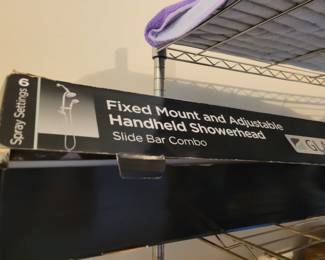 6
Spray Settings
Fixed Mount and Adjustable
Handheld Showerhead
Slide Bar Combo